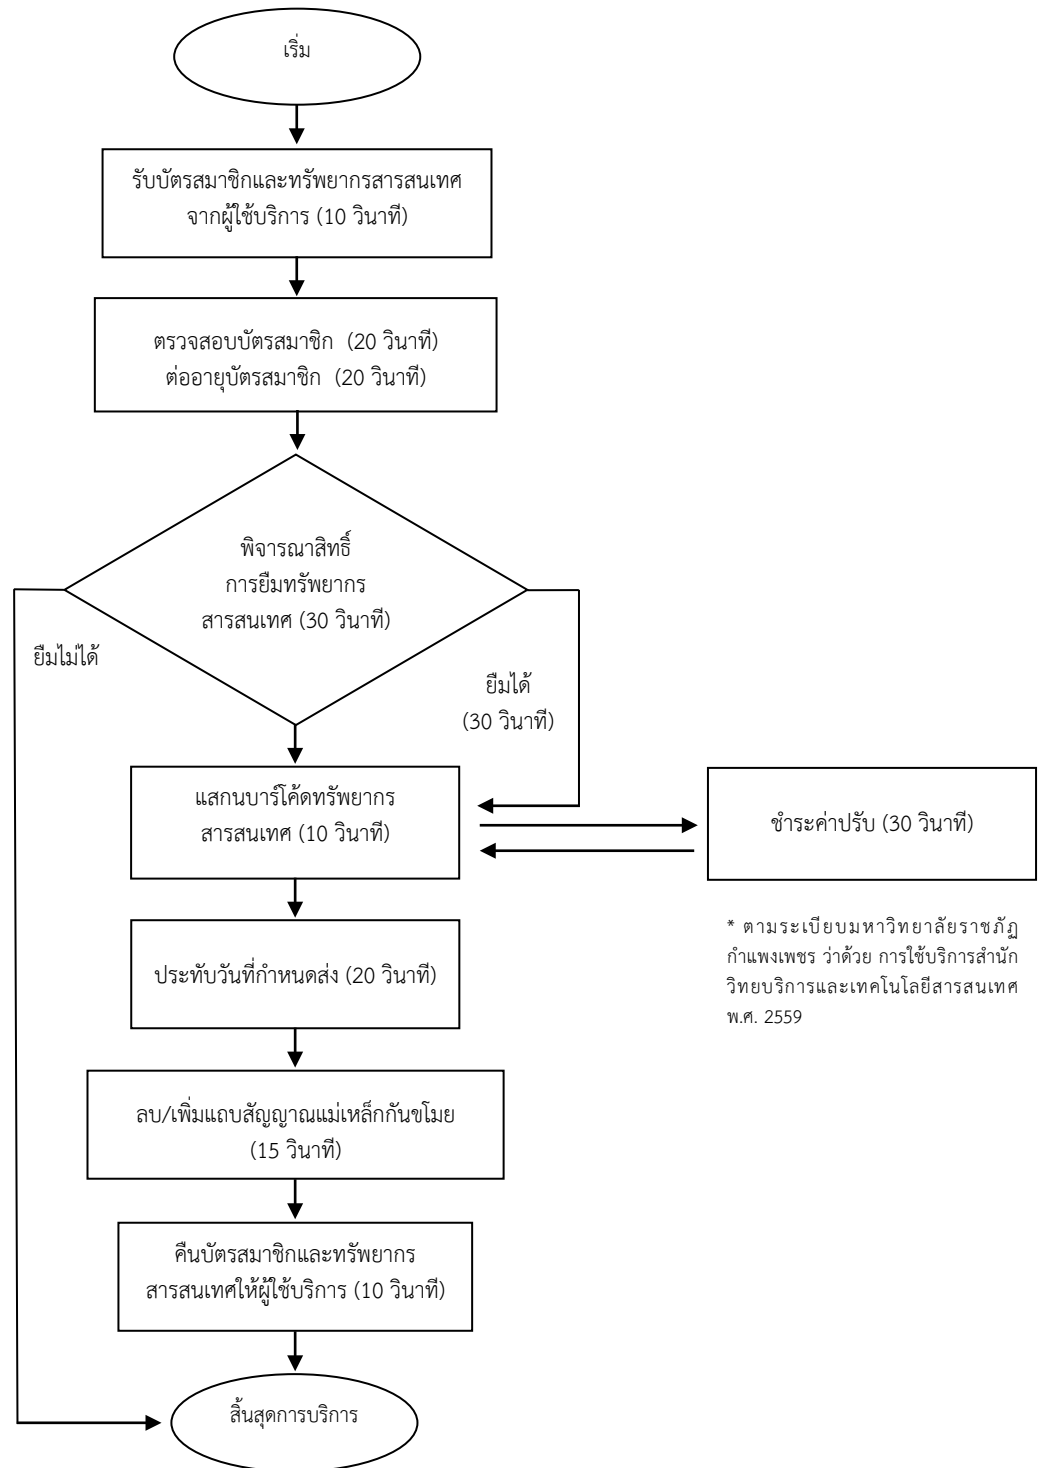 เริ่ม
รับบัตรสมาชิกและทรัพยากรสารสนเทศ
จากผู้ใช้บริการ (10 วินาที)
ตรวจสอบบัตรสมาชิก (20 วินาที)
ต่ออายุบัตรสมาชิก (20 วินาที)
พิจารณาสิทธิ์
การยืมทรัพยากร
สารสนเทศ (30 วินาที)
ยืมไม่ได้
ยืมได้
(30 วินาที)
แสกนบาร์โค้ดทรัพยากร
สารสนเทศ (10 วินาที)
ชำระค่าปรับ (30 วินาที)
* ตามระเบียบมหาวิทยาลัยราชภัฏ
กำแพงเพชร ว่าด้วย การใช้บริการสำนัก
วิทยบริการและเทคโนโลยีสารสนเทศ
พ.ศ. 2559
ประทับวันที่กำหนดส่ง (20 วินาที)
ลบ/เพิ่มแถบสัญญาณแม่เหล็กกันขโมย
(15 วินาที)
คืนบัตรสมาชิกและทรัพยากร
สารสนเทศให้ผู้ใช้บริการ (10 วินาที)
สิ้นสุดการบริการ